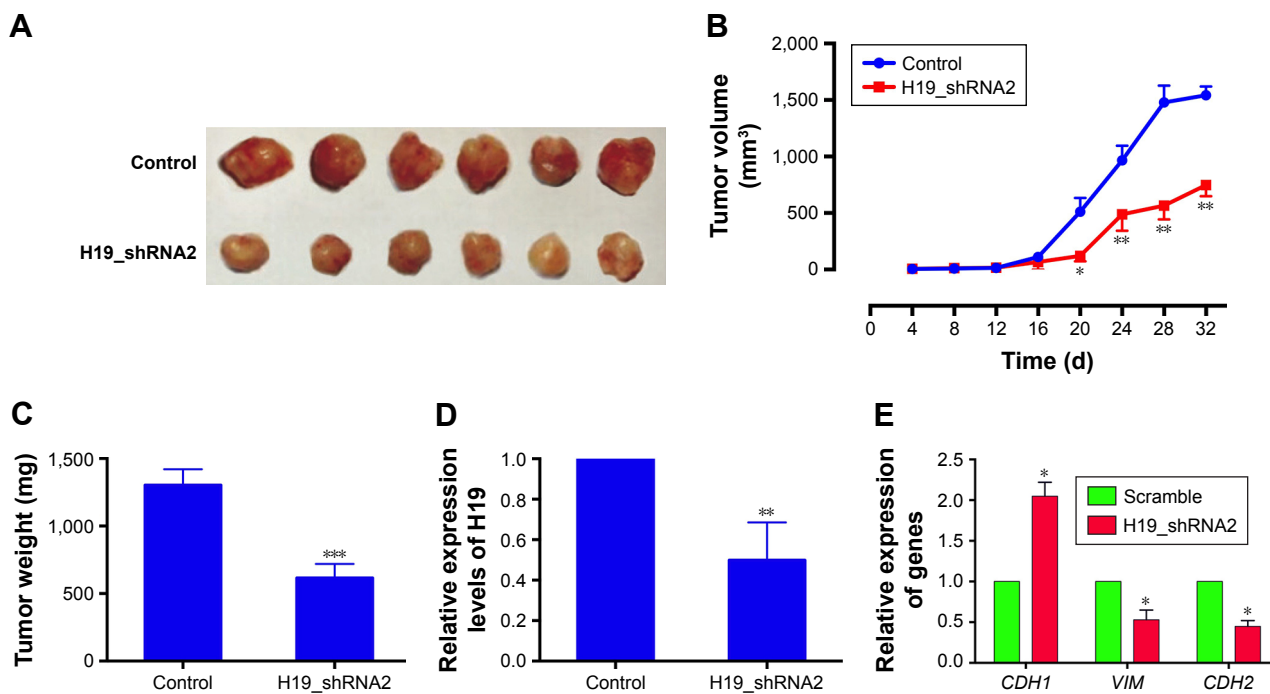 A
Control
H19_shRNA2
B
Tumor volume
(mm³)
2,000
1,500
1,000
500
0
Control
H19_shRNA2
*
**
**
**
0 4 8 12 16 20 24 28 32
Time (d)
C
Tumor weight (mg)
1,500
1,000
500
0
***
Control H19_shRNA2
D
Relative expression
levels of H19
1.0
0.8
0.6
0.4
0.2
0.0
**
Control H19_shRNA2
E
Relative expression
of genes
2.5
2.0
1.5
1.0
0.5
0.0
Scramble
H19_shRNA2
*
*
*
CDH1 VIM CDH2